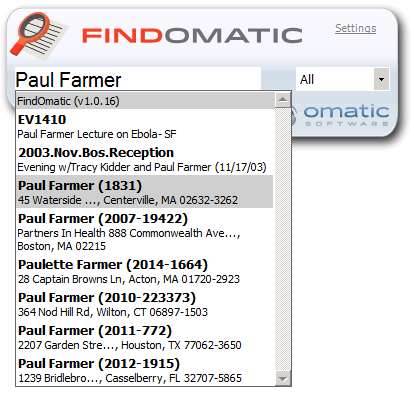 FINDOMATIC
Settings
Paul Farmer
All
FindOmatic (v1.0.16)
EV1410
Paul Farmer Lecture on Ebola- SF
2003.Nov.Bos.Reception
Evening w/Tracy Kidder and Paul Farmer (11/17/03)
Paul Farmer (1831)
45 Waterside ..., Centerville, MA 02632-3262
Paul Farmer (2007-19422)
Partners In Health 888 Commonwealth Ave...,
Boston, MA 02215
Paulette Farmer (2014-1664)
28 Captain Browns Ln, Acton, MA 01720-2923
Paul Farmer (2010-223373)
364 Nod Hill Rd, Wilton, CT 06897-1503
Paul Farmer (2011-772)
2207 Garden Stre..., Houston, TX 77062-3650
Paul Farmer (2012-1915)
1239 Bridlebro..., Casselberry, FL 32707-5865
omatic
SOFTWARE